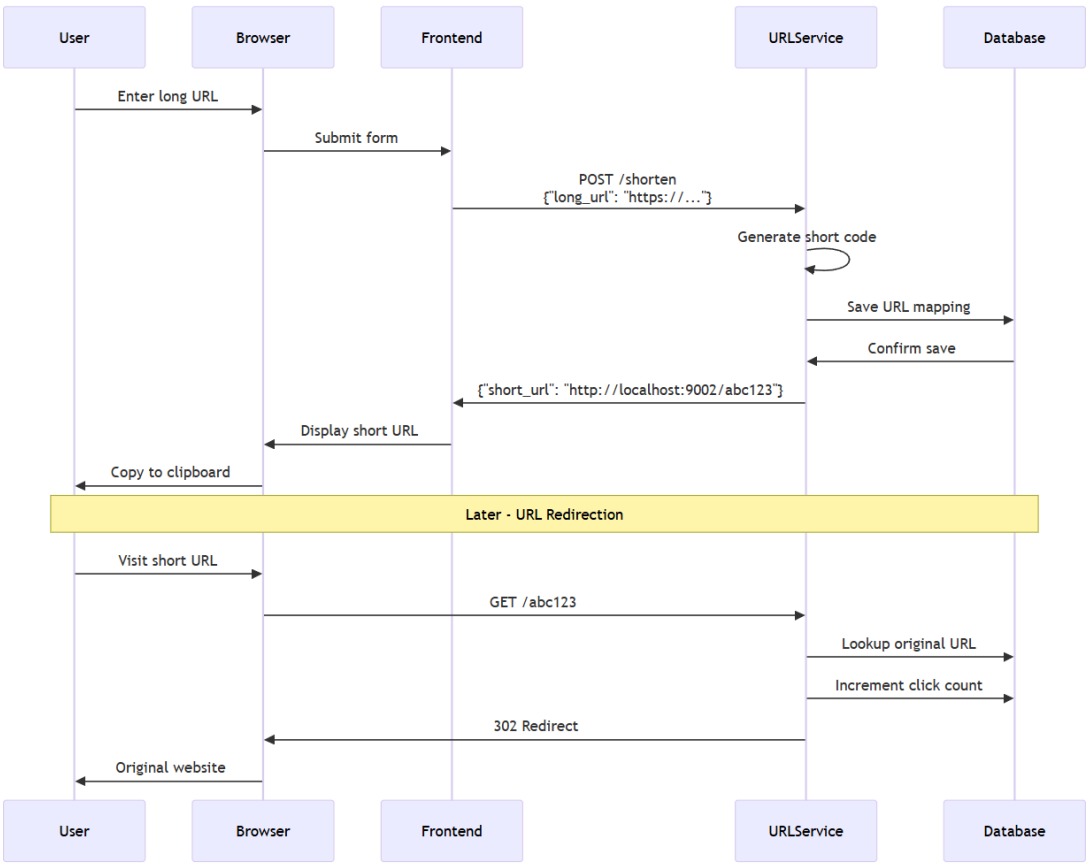 User Browser Frontend URLService Database
Enter long URL
Submit form
POST /shorten
{"long_url": "https://..."}
Generate short code
Save URL mapping
Confirm save
{"short_url": "http://localhost:9002/abc123"}
Display short URL
Copy to clipboard
Later - URL Redirection
Visit short URL
GET /abc123
Lookup original URL
Increment click count
302 Redirect
Original website
User Browser Frontend URLService Database